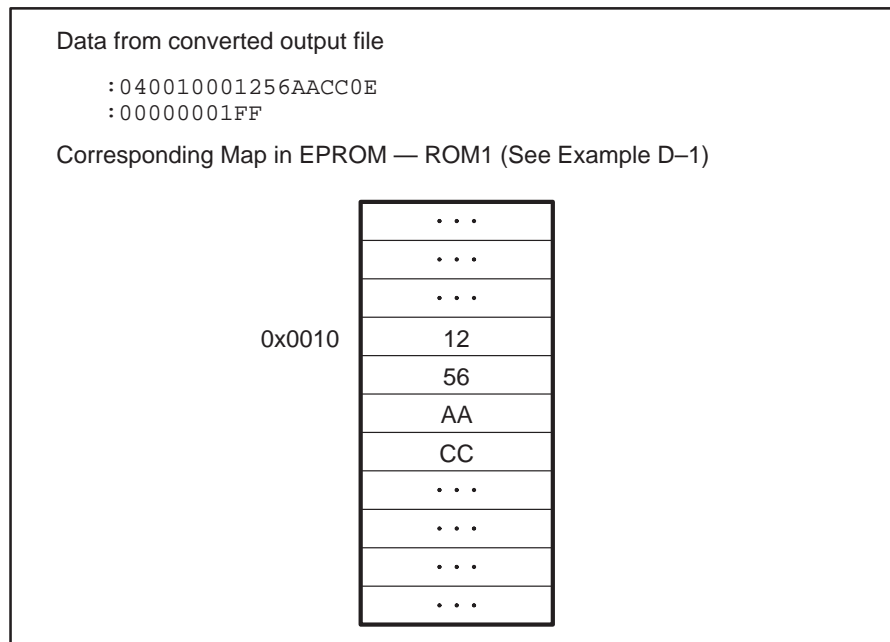 Data from converted output file
:040010001256AACC0E
:00000001FF
Corresponding Map in EPROM — ROM1 (See Example D–1)
. . .
. . .
. . .
0x0010 12
56
AA
CC
. . .
. . .
. . .
. . .